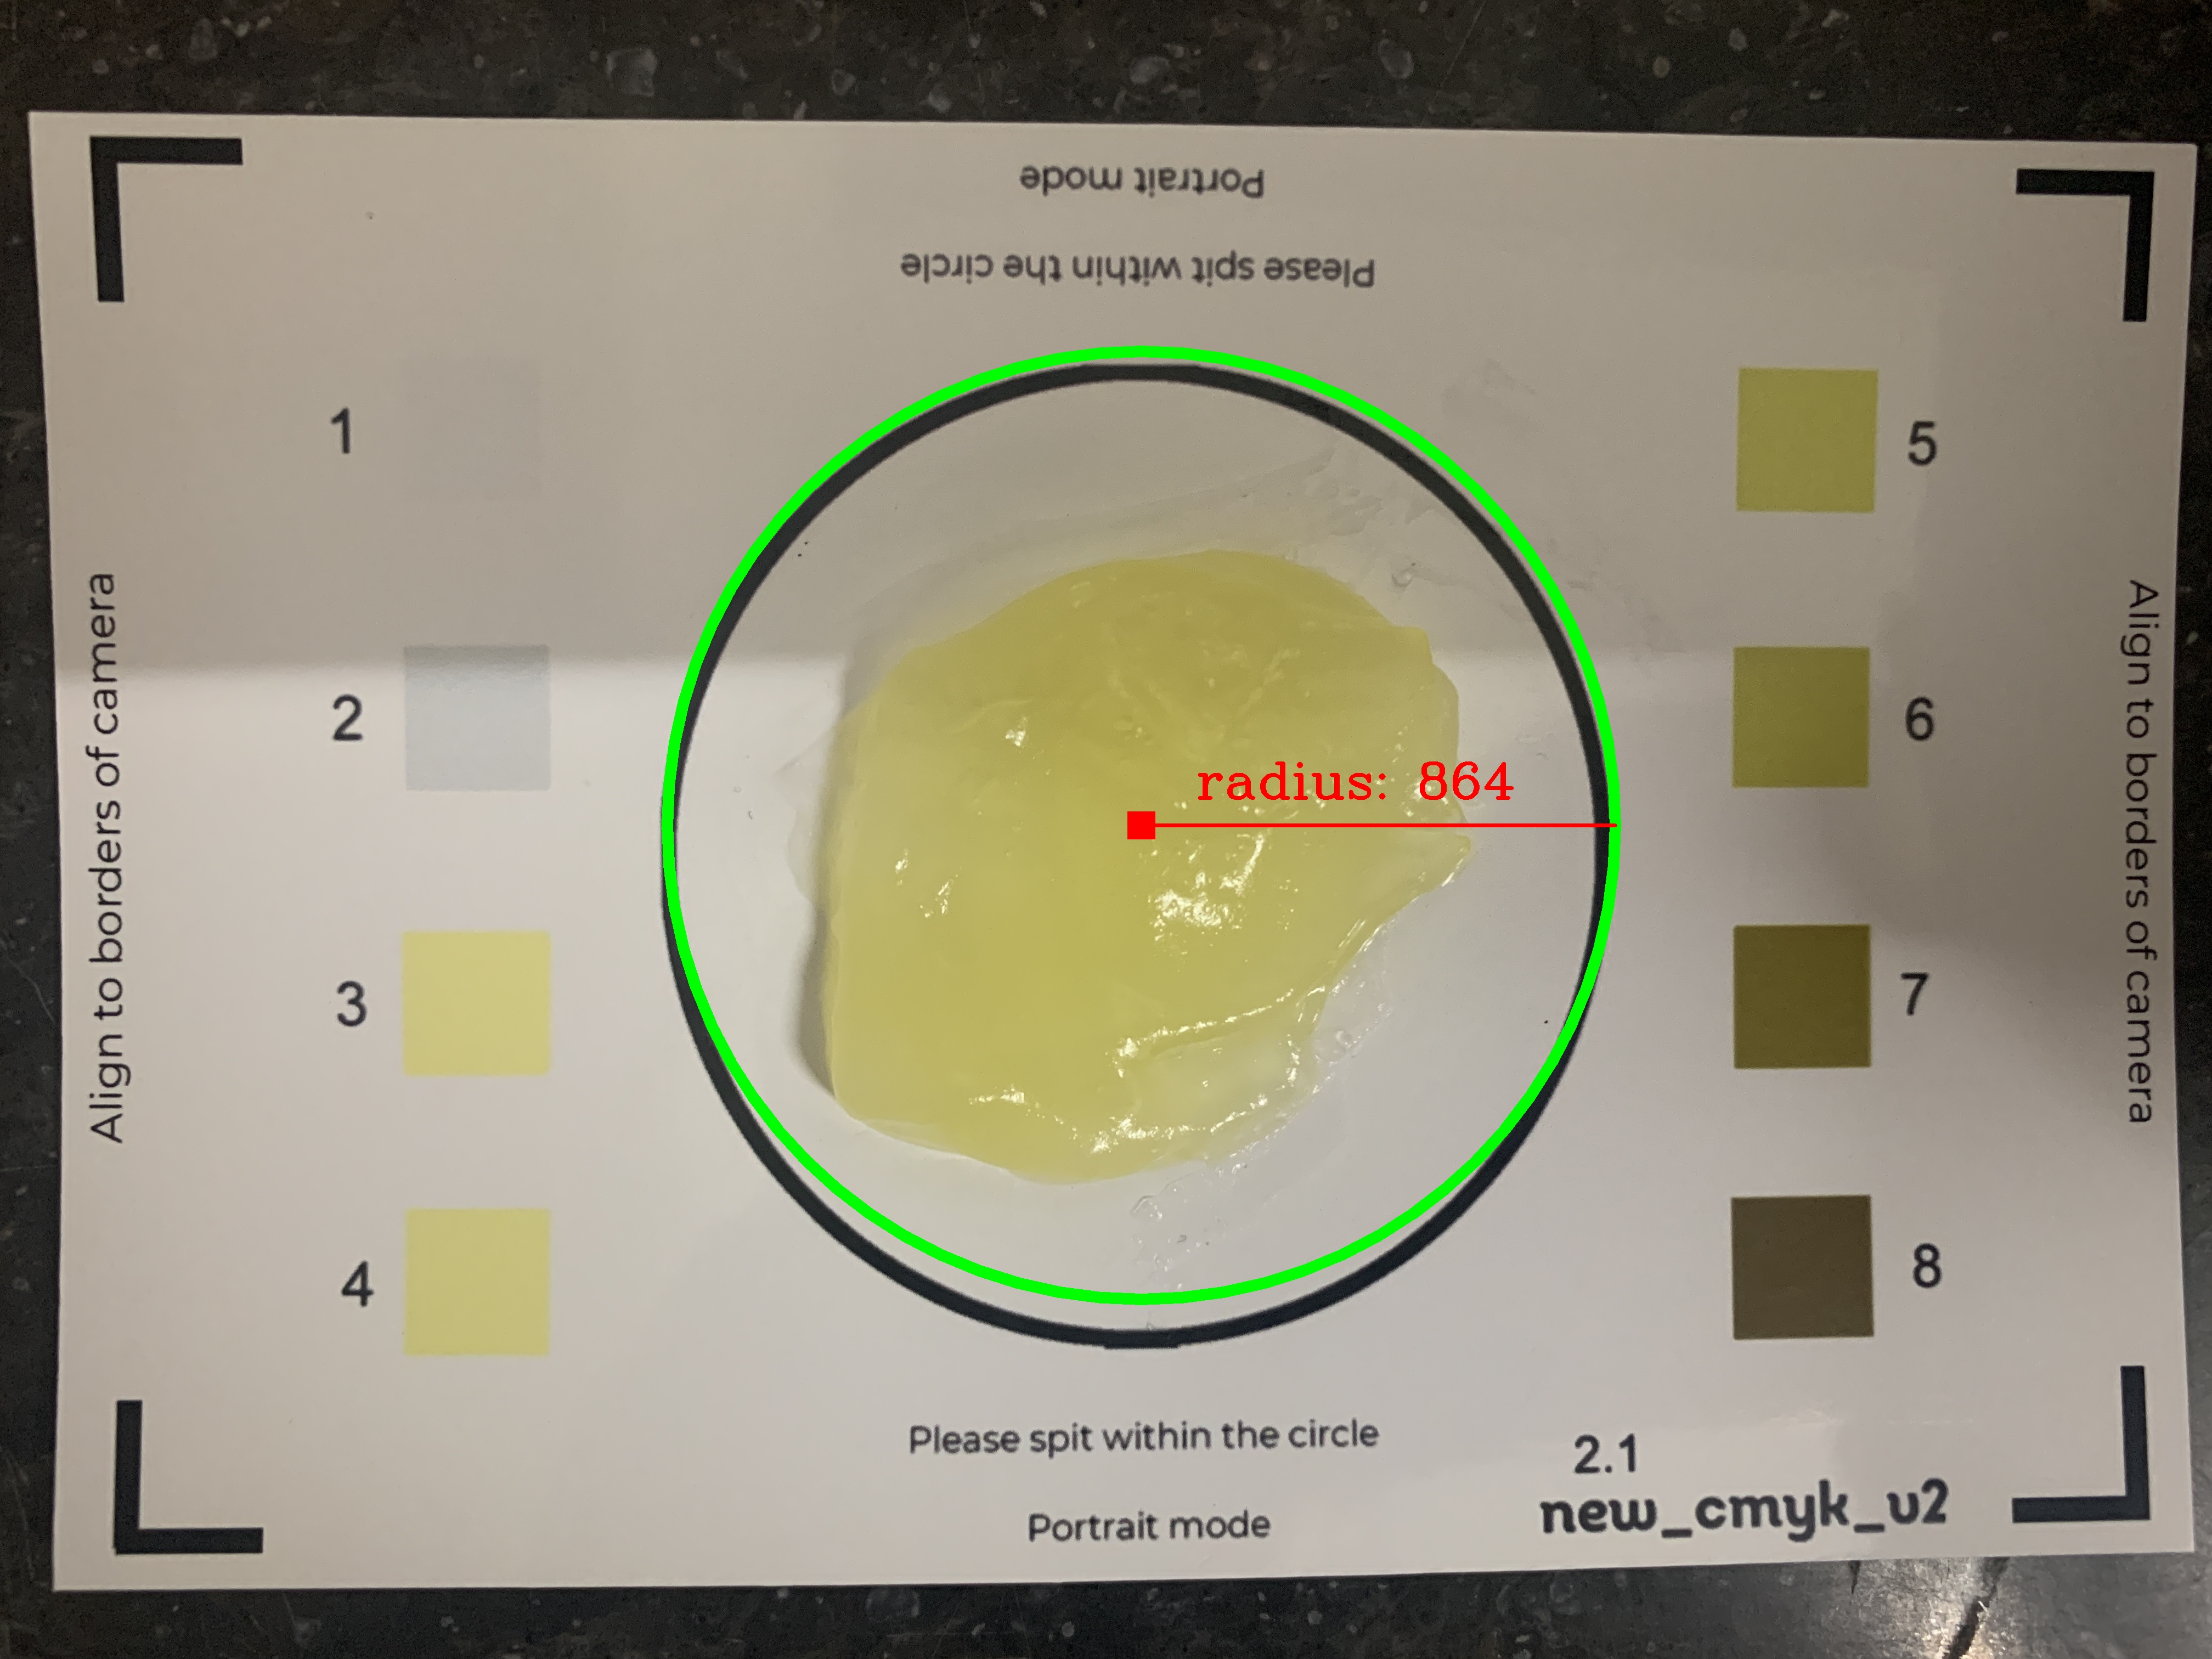 Portrait mode
Please spit within the circle
1
5
Align to borders of camera
Align to borders of camera
2
6
radius: 864
3
7
4
8
Please spit within the circle
2.1
new_cmyk_v2
Portrait mode